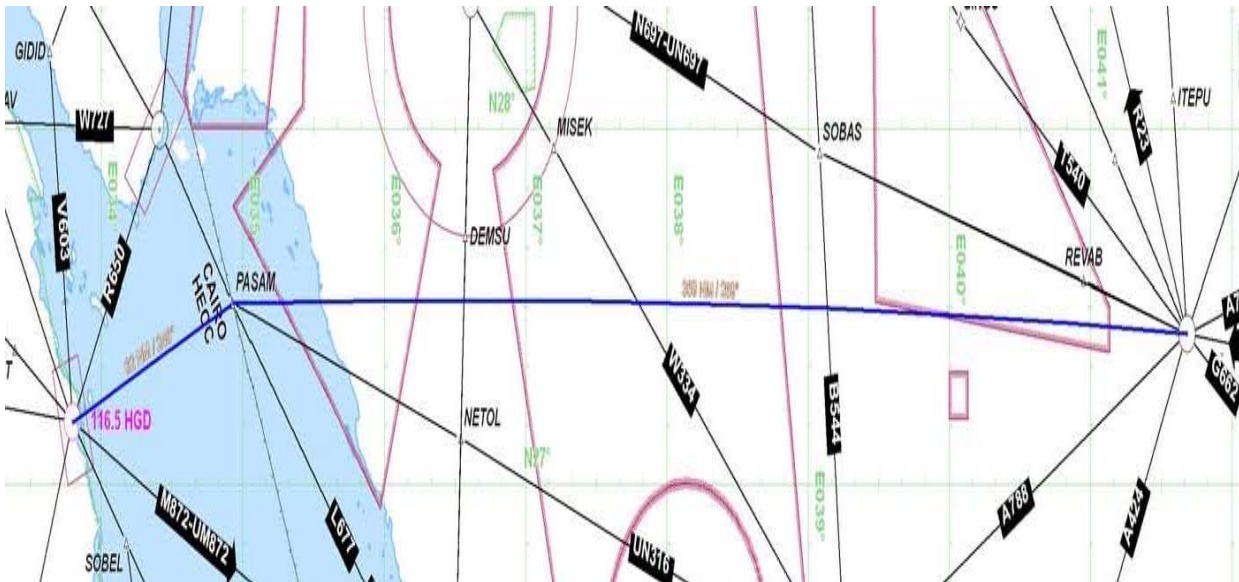 GIDID
W727
V603
R650
E034°
E035°
CAIRO
HECC
PASAM
116.5 HGD
SOBEL
M872-UM872
L677
N28°
E036°
E037°
MISEK
DEMSU
NETOL
N27°
UN316
W334
E038°
N697-UN697
SOBAS
B544
E039°
E040°
REVAB
T540
E041°
R23
ITEPU
G662
A788
A424